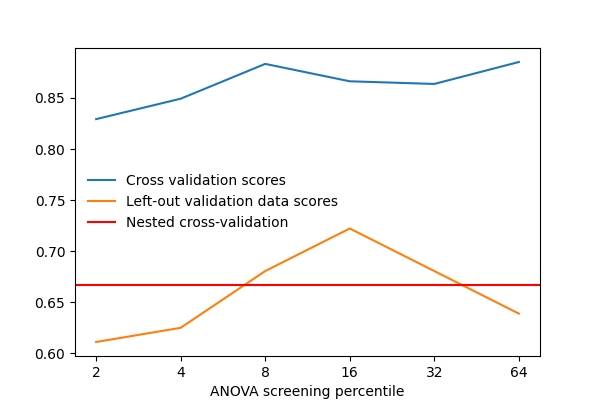 0.85
0.80
0.75
0.70
0.65
0.60
Cross validation scores
Left-out validation data scores
Nested cross-validation
2 4 8 16 32 64
ANOVA screening percentile